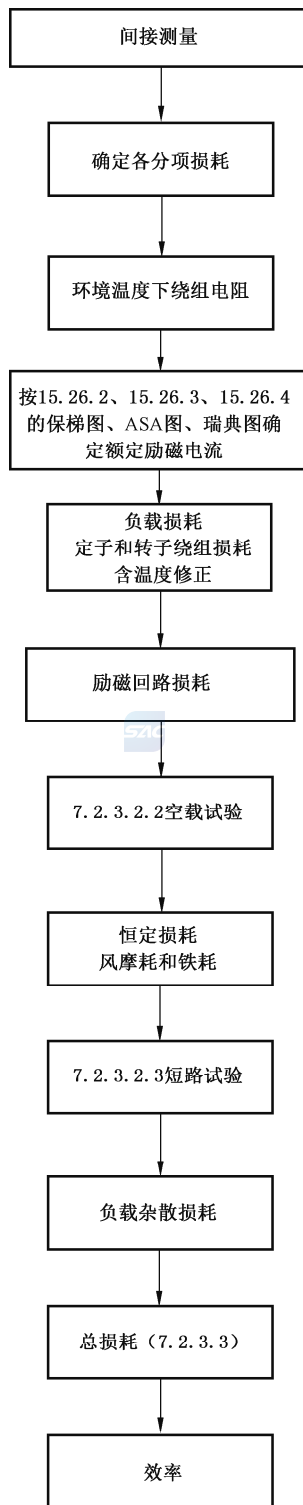 间接测量
确定各分项损耗
环境温度下绕组电阻
按15.26.2、15.26.3、15.26.4
的保梯图、ASA图、瑞典图确
定额定励磁电流
负载损耗
定子和转子绕组损耗
含温度修正
励磁回路损耗
SAC
7.2.3.2.2空载试验
恒定损耗
风摩耗和铁耗
7.2.3.2.3短路试验
负载杂散损耗
总损耗（7.2.3.3）
效率